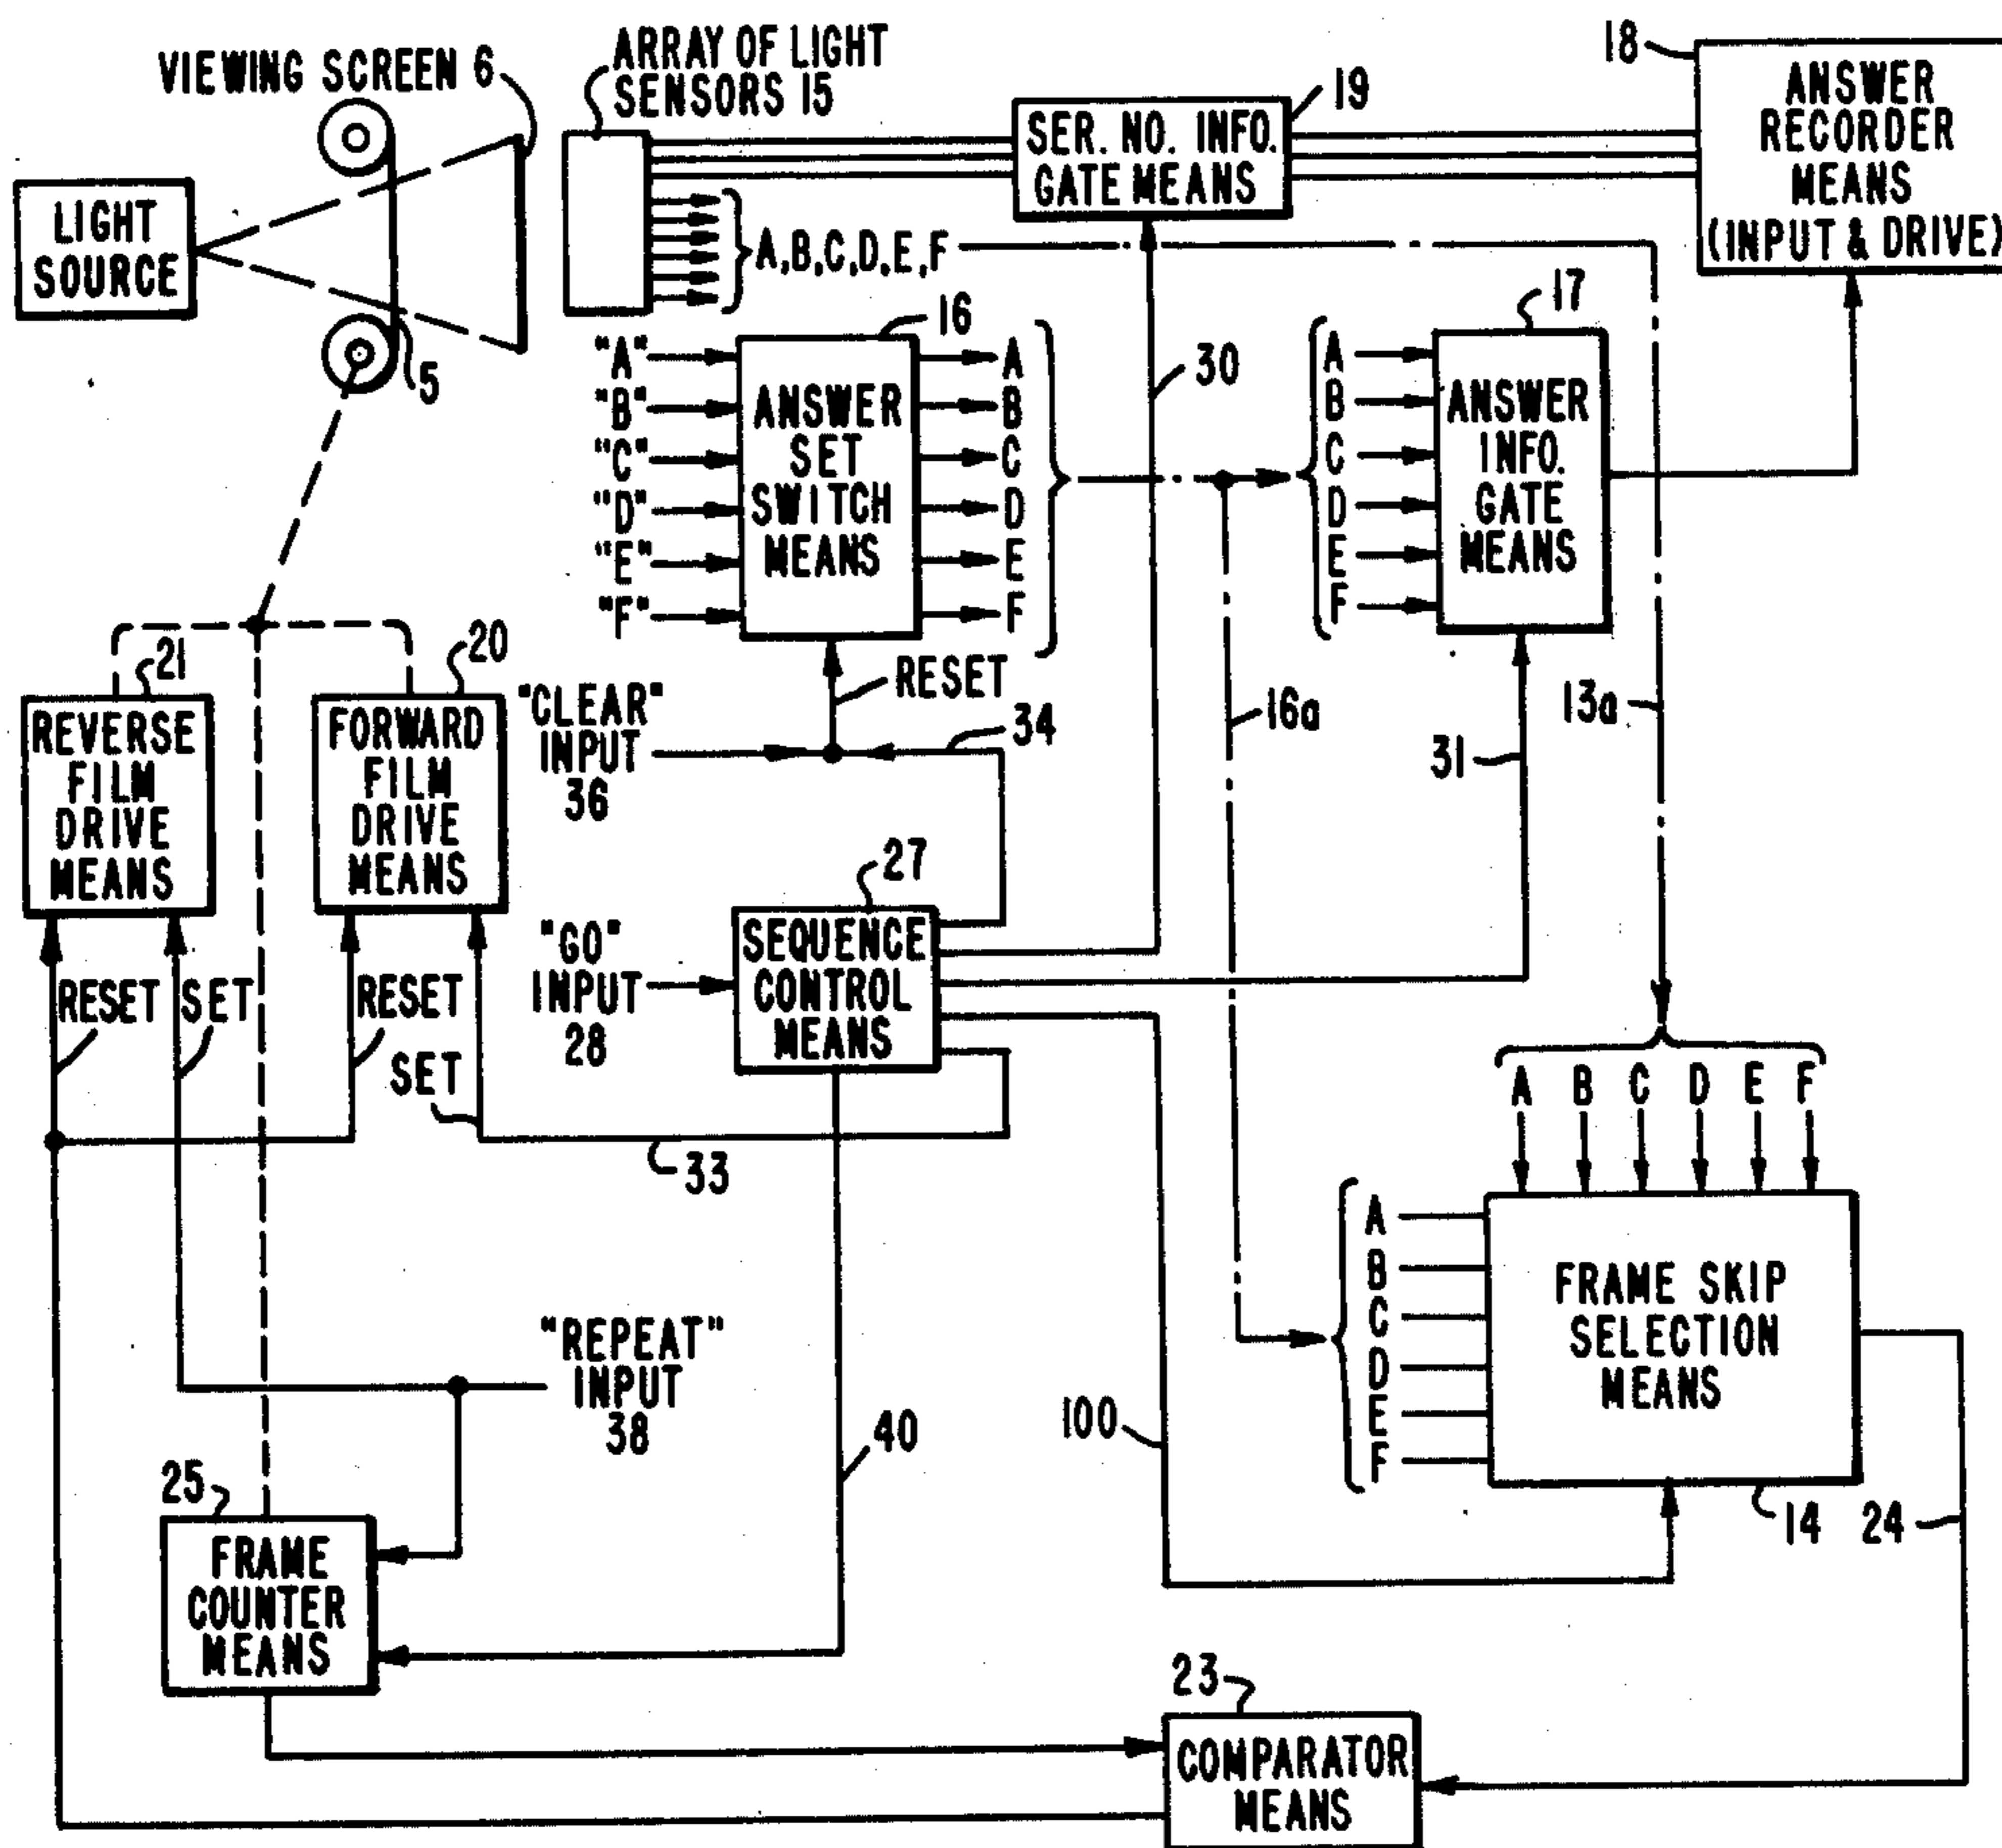 VIEWING SCREEN 6
ARRAY OF LIGHT
SENSORS 15
18
ANSWER
RECORDER
MEANS
(INPUT & DRIVE)
19
SER. NO. INFO.
GATE MEANS
LIGHT
SOURCE
A,B,C,D,E,F
5
16
"A"
"B"
"C"
"D"
"E"
"F"
ANSWER
SET
SWITCH
MEANS
A
B
C
D
E
F
30
A
B
C
D
E
F
17
ANSWER
INFO.
GATE
MEANS
21
REVERSE
FILM
DRIVE
MEANS
20
FORWARD
FILM
DRIVE
MEANS
"CLEAR"
INPUT
36
RESET
34
16a
31
13a
27
"GO"
INPUT
28
SEQUENCE
CONTROL
MEANS
RESET
SET
RESET
SET
33
A B C D E F
A
B
C
D
E
F
FRAME SKIP
SELECTION
MEANS
"REPEAT"
INPUT
38
40
100
14
24
25
FRAME
COUNTER
MEANS
23
COMPARATOR
MEANS